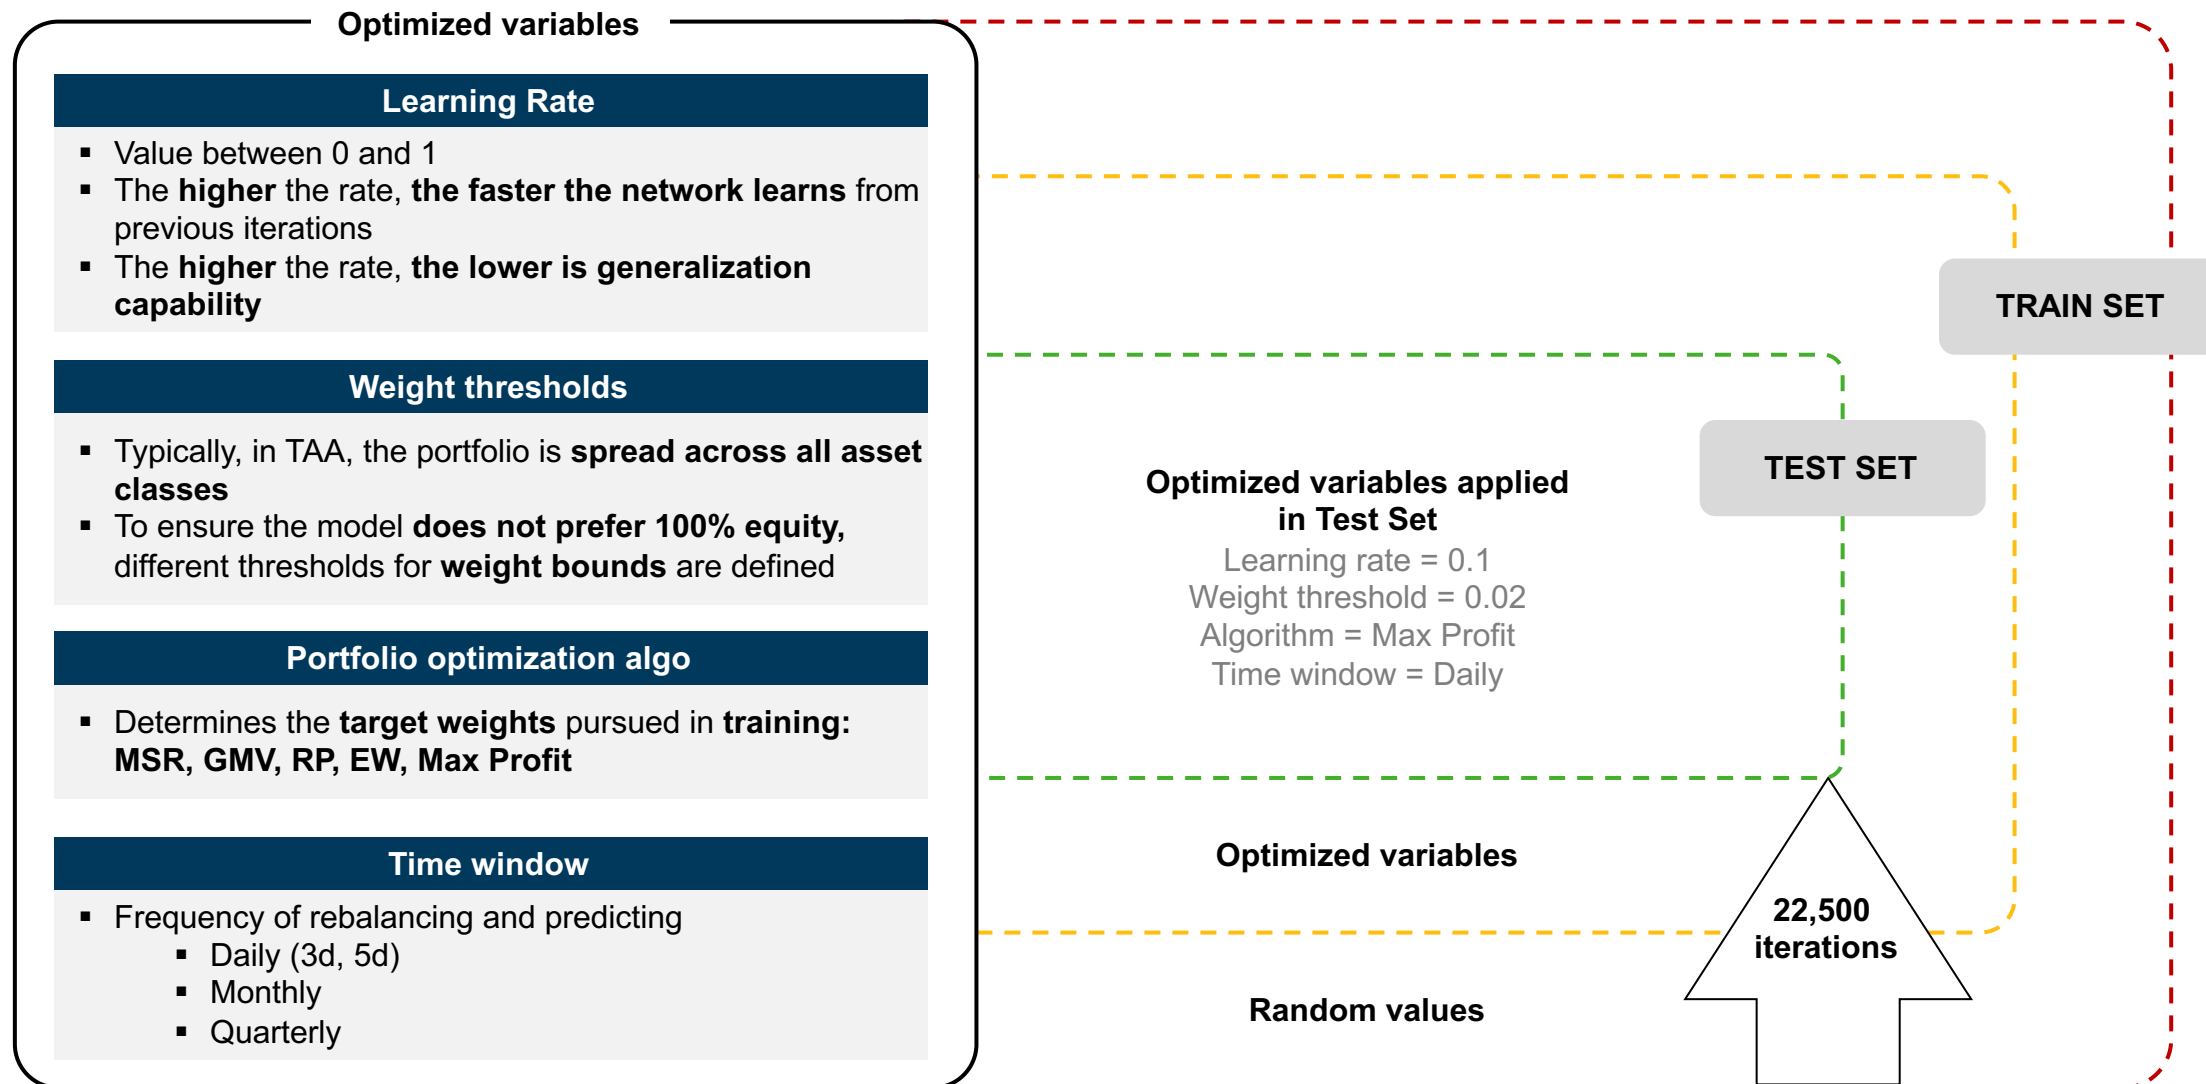 Optimized variables
Learning Rate
▪ Value between 0 and 1
▪ The higher the rate, the faster the network learns from
previous iterations
▪ The higher the rate, the lower is generalization
capability
Weight thresholds
▪ Typically, in TAA, the portfolio is spread across all asset
classes
▪ To ensure the model does not prefer 100% equity,
different thresholds for weight bounds are defined
Portfolio optimization algo
▪ Determines the target weights pursued in training:
MSR, GMV, RP, EW, Max Profit
Time window
▪ Frequency of rebalancing and predicting
▪ Daily (3d, 5d)
▪ Monthly
▪ Quarterly
TRAIN SET
TEST SET
Optimized variables applied
in Test Set
Learning rate = 0.1
Weight threshold = 0.02
Algorithm = Max Profit
Time window = Daily
Optimized variables
22,500
iterations
Random values